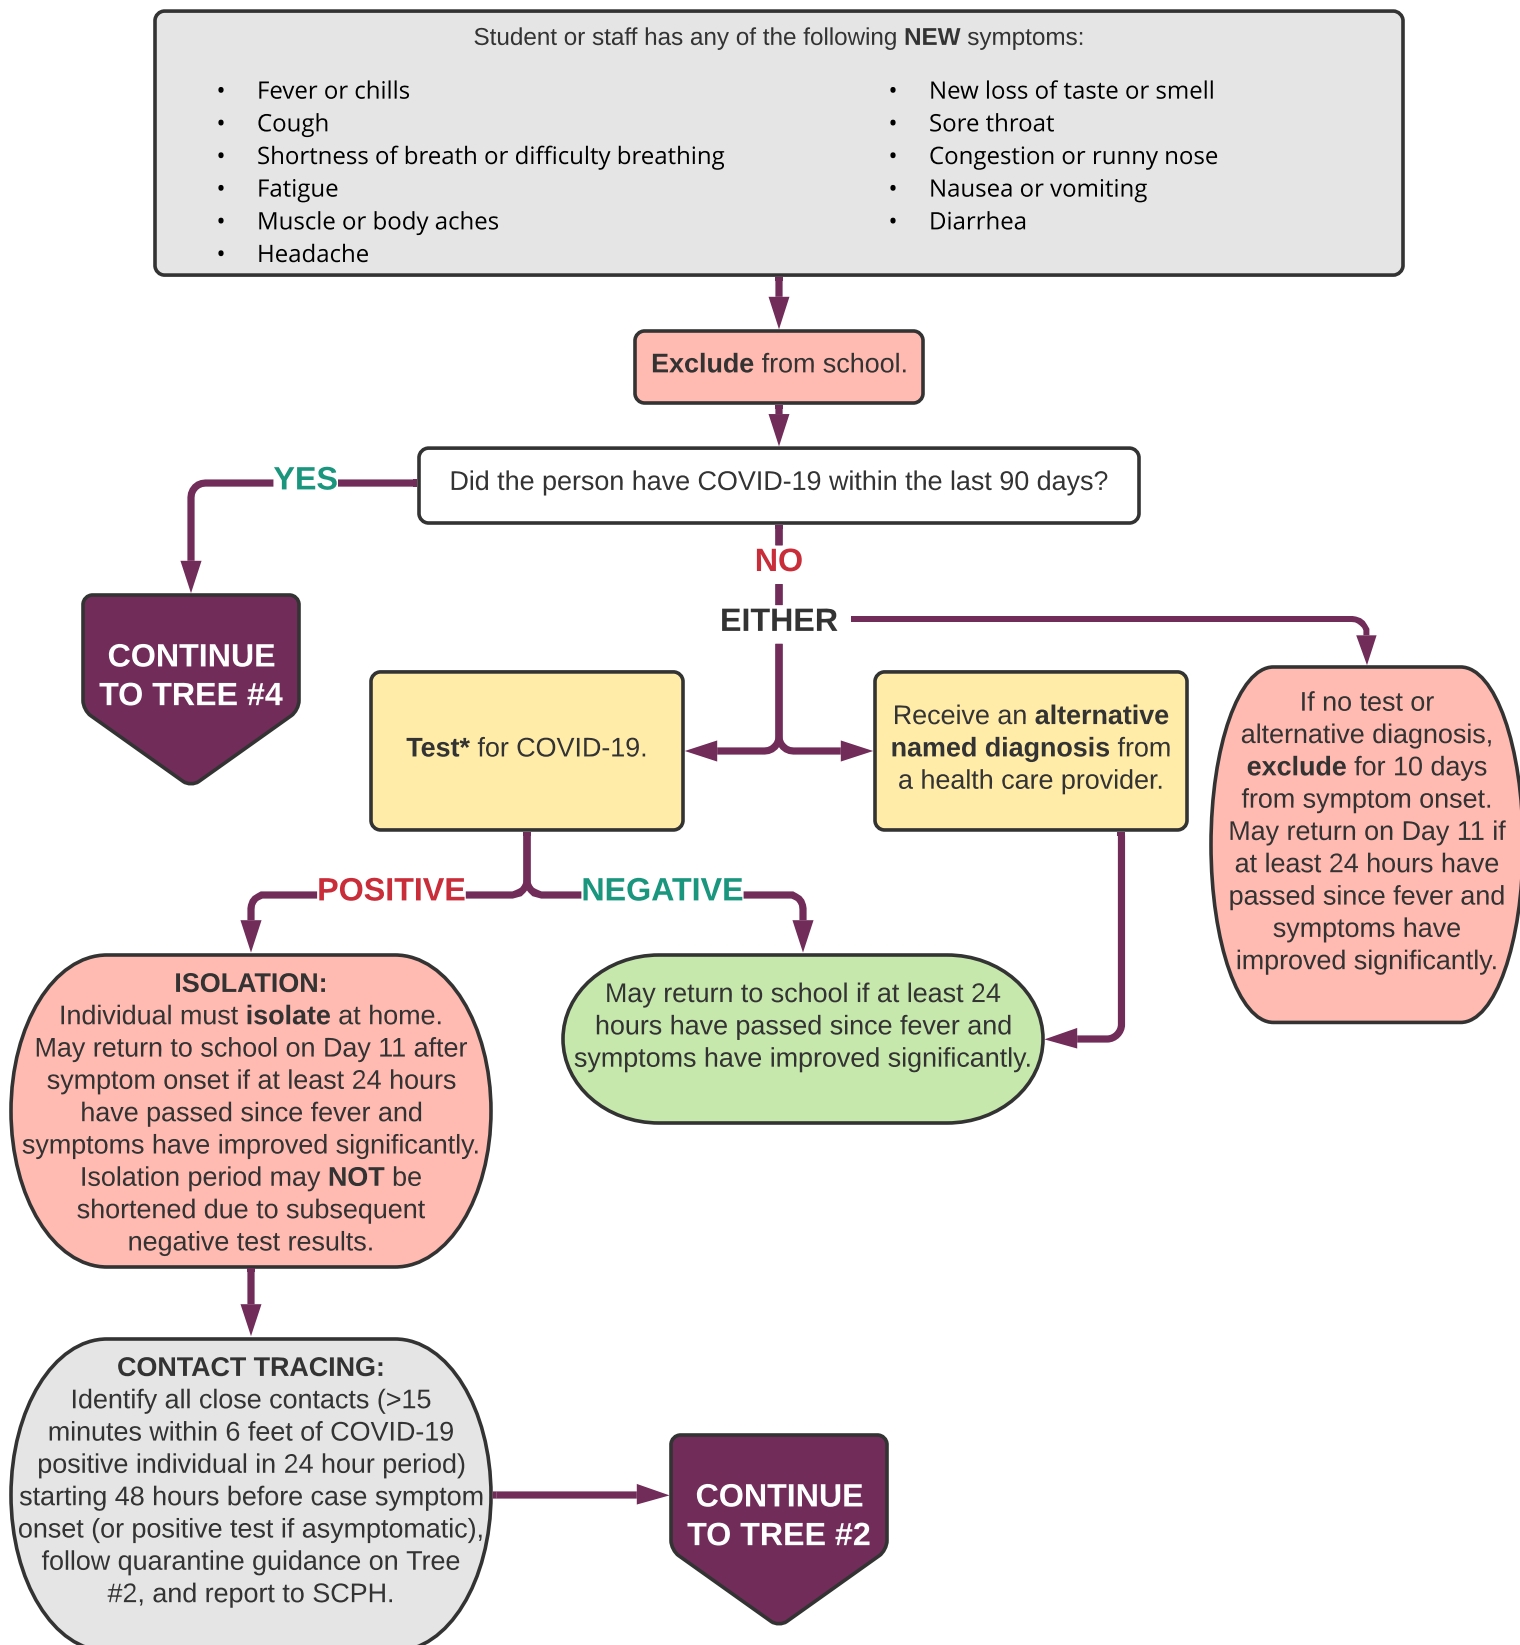 Student or staff has any of the following NEW symptoms:
• Fever or chills
• Cough
• Shortness of breath or difficulty breathing
• Fatigue
• Muscle or body aches
• Headache
• New loss of taste or smell
• Sore throat
• Congestion or runny nose
• Nausea or vomiting
• Diarrhea
Exclude from school.
Did the person have COVID-19 within the last 90 days?
YES
NO
EITHER
CONTINUE
TO TREE #4
Test* for COVID-19.
Receive an alternative
named diagnosis from
a health care provider.
If no test or
alternative diagnosis,
exclude for 10 days
from symptom onset.
May return on Day 11 if
at least 24 hours have
passed since fever and
symptoms have
improved significantly.
POSITIVE
NEGATIVE
ISOLATION:
Individual must isolate at home.
May return to school on Day 11 after
symptom onset if at least 24 hours
have passed since fever and
symptoms have improved significantly.
Isolation period may NOT be
shortened due to subsequent
negative test results.
May return to school if at least 24
hours have passed since fever and
symptoms have improved significantly.
CONTACT TRACING:
Identify all close contacts (>15
minutes within 6 feet of COVID-19
positive individual in 24 hour period)
starting 48 hours before case symptom
onset (or positive test if asymptomatic),
follow quarantine guidance on Tree
#2, and report to SCPH.
CONTINUE
TO TREE #2